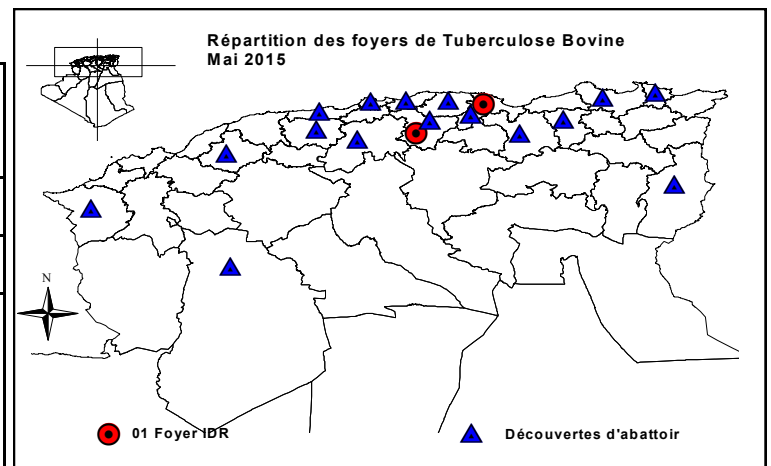 Répartition des foyers de Tuberculose Bovine
Mai 2015
N
01 Foyer IDR
Découvertes d'abattoir